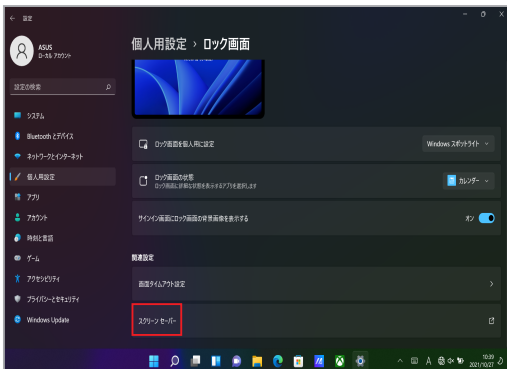 設定
ASUS
ローカル アカウント
個人用設定 › ロック画面
設定の検索
システム
Bluetooth とデバイス
ネットワークとインターネット
個人用設定
アプリ
アカウント
時刻と言語
ゲーム
アクセシビリティ
プライバシーとセキュリティ
Windows Update
ロック画面を個人用に設定
Windows スポットライト
ロック画面の状態
ロック画面に詳細な状態を表示するアプリを選択します
カレンダー
サインイン画面にロック画面の背景画像を表示する
オン
関連設定
画面タイムアウト設定
スクリーン セーバー
A
10:39
2021/10/27